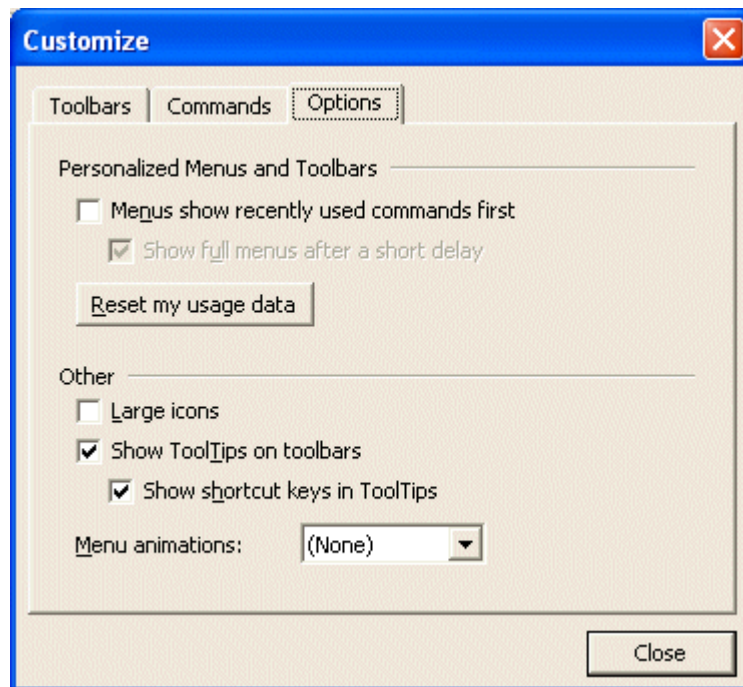 Customize
Toolbars Commands Options
Personalized Menus and Toolbars
Menus show recently used commands first
Show full menus after a short delay
Reset my usage data
Other
Large icons
Show ToolTips on toolbars
Show shortcut keys in ToolTips
Menu animations: (None)
Close